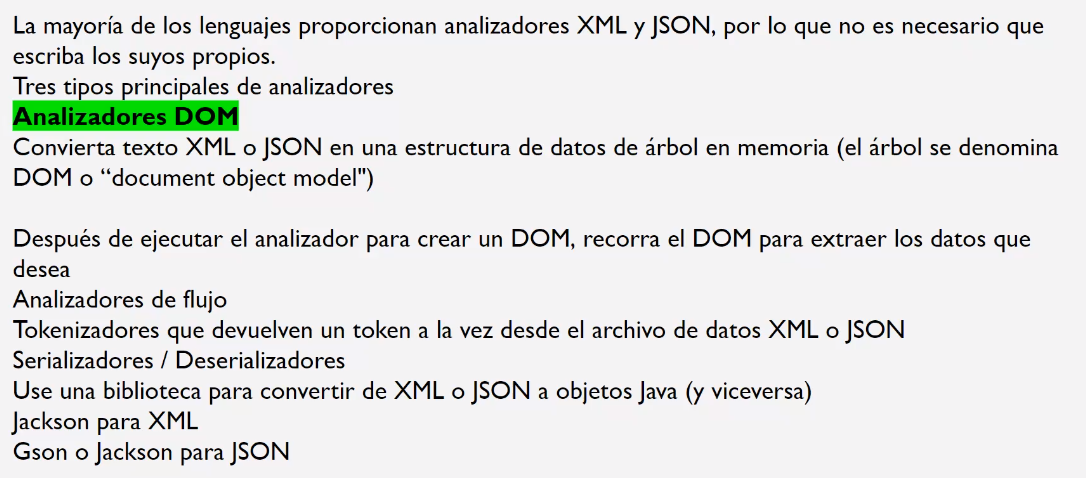 La mayoría de los lenguajes proporcionan analizadores XML y JSON, por lo que no es necesario que
escriba los suyos propios.
Tres tipos principales de analizadores
Analizadores DOM
Convierta texto XML o JSON en una estructura de datos de árbol en memoria (el árbol se denomina
DOM o “document object model")
Después de ejecutar el analizador para crear un DOM, recorra el DOM para extraer los datos que
desea
Analizadores de flujo
Tokenizadores que devuelven un token a la vez desde el archivo de datos XML o JSON
Serializadores / Deserializadores
Use una biblioteca para convertir de XML o JSON a objetos Java (y viceversa)
Jackson para XML
Gson o Jackson para JSON